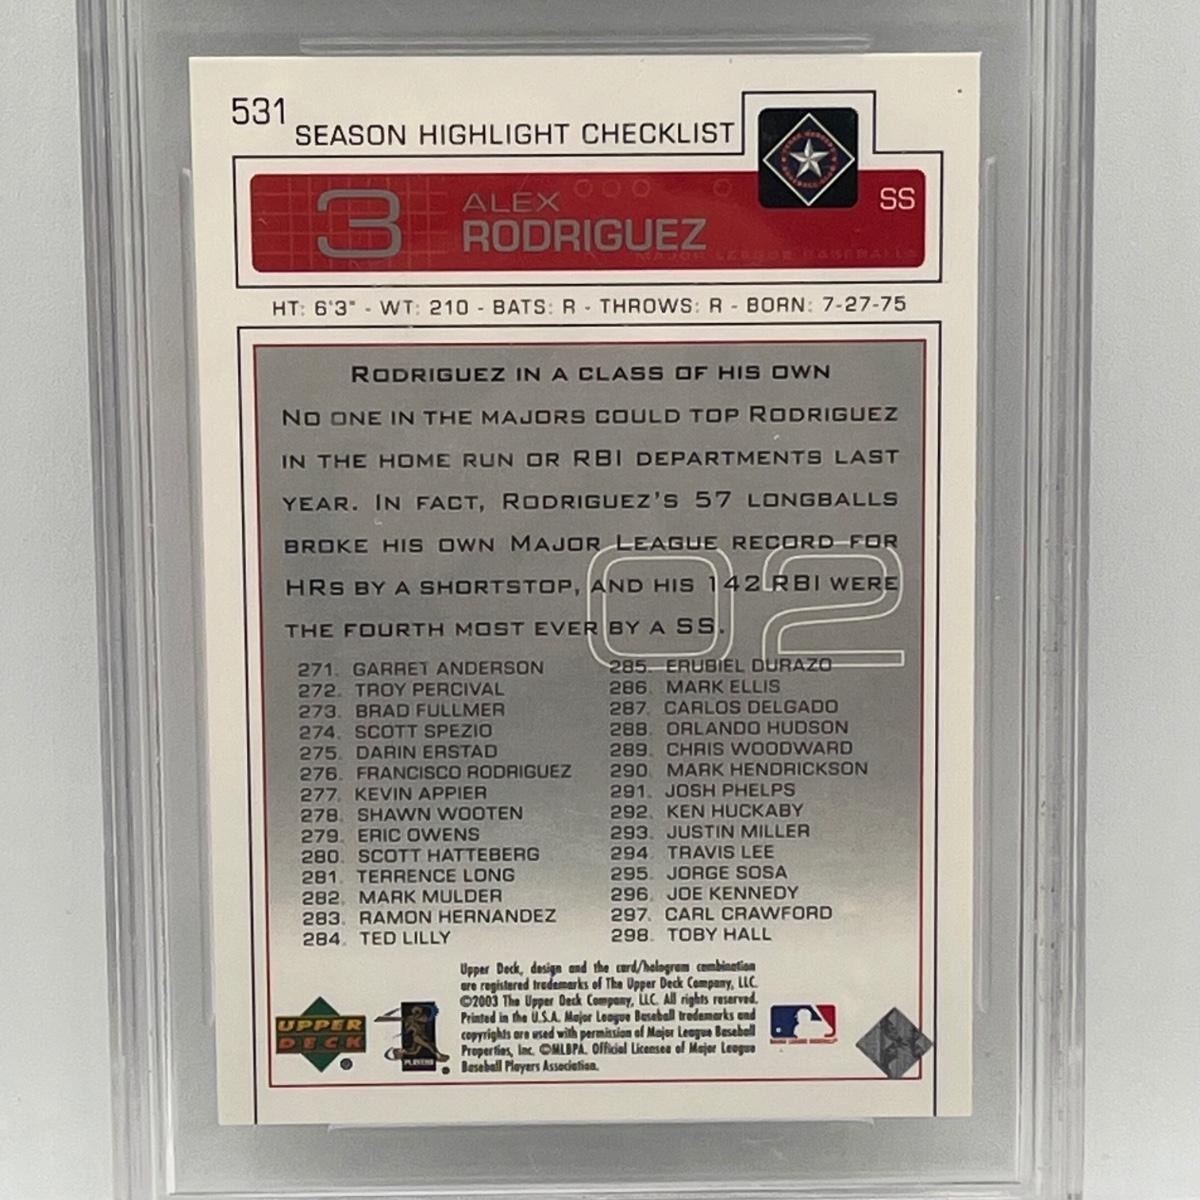 531
SEASON HIGHLIGHT CHECKLIST
3
ALEX
RODRIGUEZ
SS
MAJOR LEAGUE BASEBALL
HT: 6'3" - WT: 210 - BATS: R - THROWS: R - BORN: 7-27-75
RODRIGUEZ IN A CLASS OF HIS OWN
NO ONE IN THE MAJORS COULD TOP RODRIGUEZ
IN THE HOME RUN OR RBI DEPARTMENTS LAST
YEAR. IN FACT, RODRIGUEZ'S 57 LONGBALLS
BROKE HIS OWN MAJOR LEAGUE RECORD FOR
HRS BY A SHORTSTOP, AND HIS 142 RBI WERE
THE FOURTH MOST EVER BY A SS.
02
271. GARRET ANDERSON
272. TROY PERCIVAL
273. BRAD FULLMER
274. SCOTT SPEZIO
275. DARIN ERSTAD
276. FRANCISCO RODRIGUEZ
277. KEVIN APPIER
278. SHAWN WOOTEN
279. ERIC OWENS
280. SCOTT HATTEBERG
281. TERRENCE LONG
282. MARK MULDER
283. RAMON HERNANDEZ
284. TED LILLY
285. ERUBIEL DURAZO
286. MARK ELLIS
287. CARLOS DELGADO
288. ORLANDO HUDSON
289. CHRIS WOODWARD
290. MARK HENDRICKSON
291. JOSH PHELPS
292. KEN HUCKABY
293. JUSTIN MILLER
294. TRAVIS LEE
295. JORGE SOSA
296. JOE KENNEDY
297. CARL CRAWFORD
298. TOBY HALL
Upper Deck, design and the card/hologram combination
are registered trademarks of The Upper Deck Company, LLC.
©2003 The Upper Deck Company, LLC. All rights reserved.
Printed in the U.S.A. Major League Baseball trademarks and
copyrights are used with permission of Major League Baseball
Properties, Inc. ©MLBPA. Official Licensee of Major League
Baseball Players Association.
UPPER
DECK
®
PLAYERS